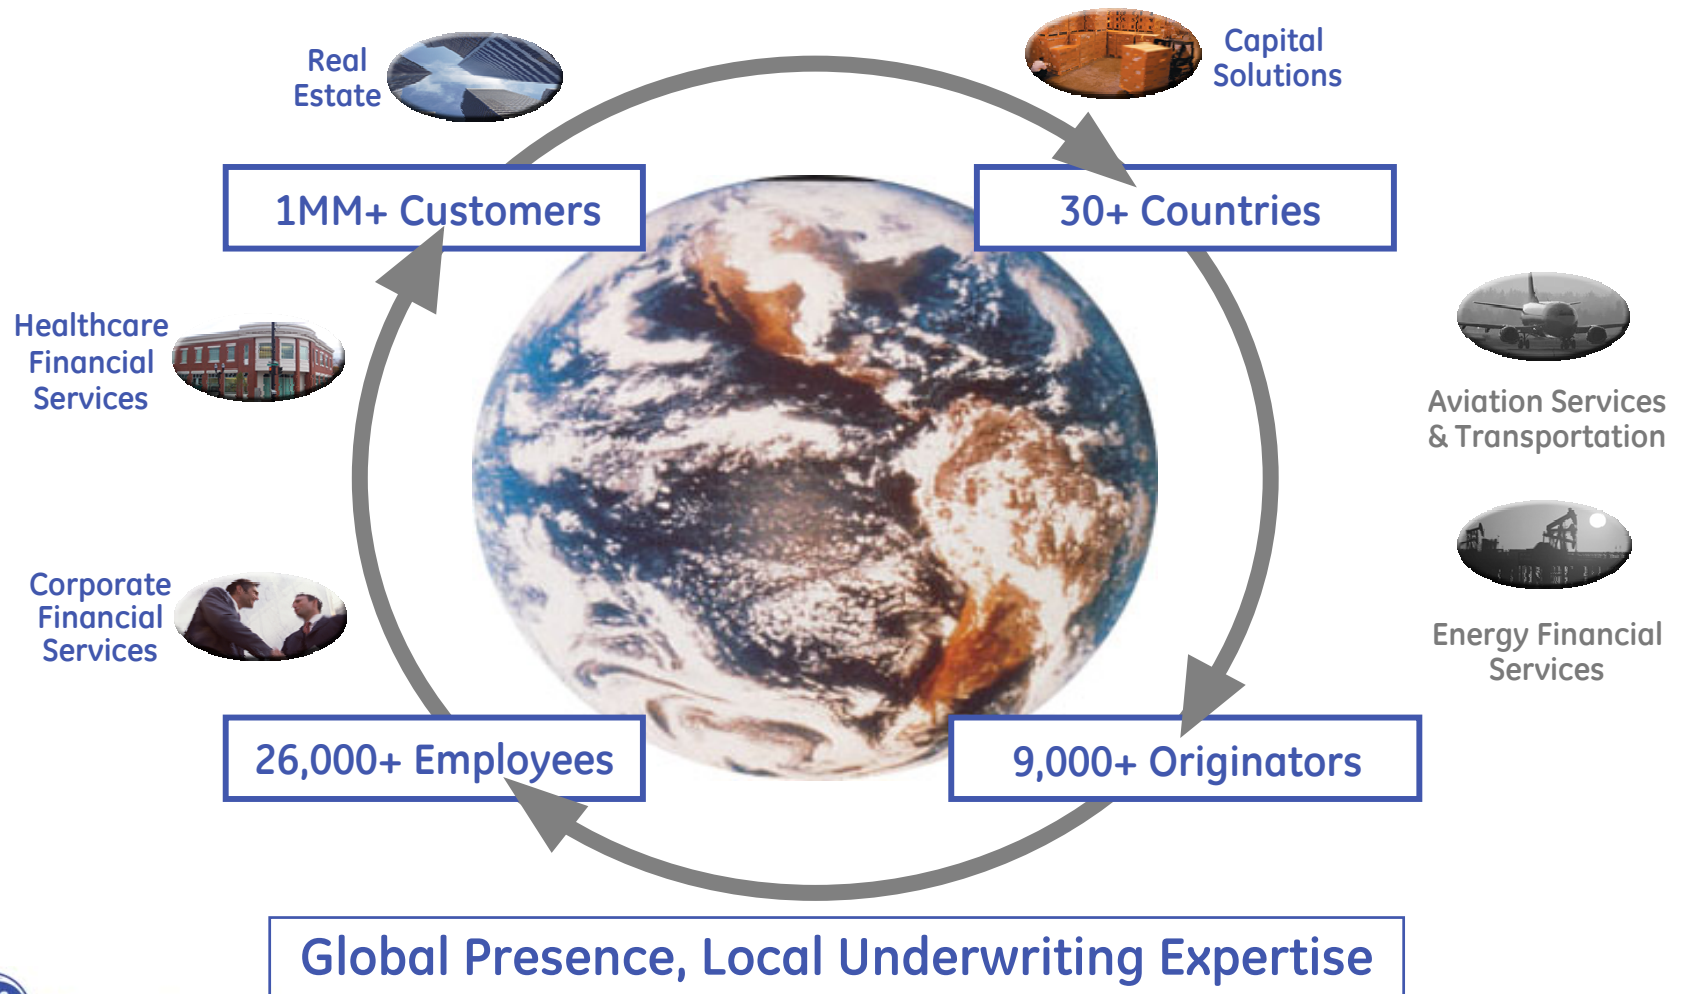 Real
Estate
Capital
Solutions
1MM+ Customers
30+ Countries
Healthcare
Financial
Services
Aviation Services
& Transportation
Corporate
Financial
Services
Energy Financial
Services
26,000+ Employees
9,000+ Originators
Global Presence, Local Underwriting Expertise